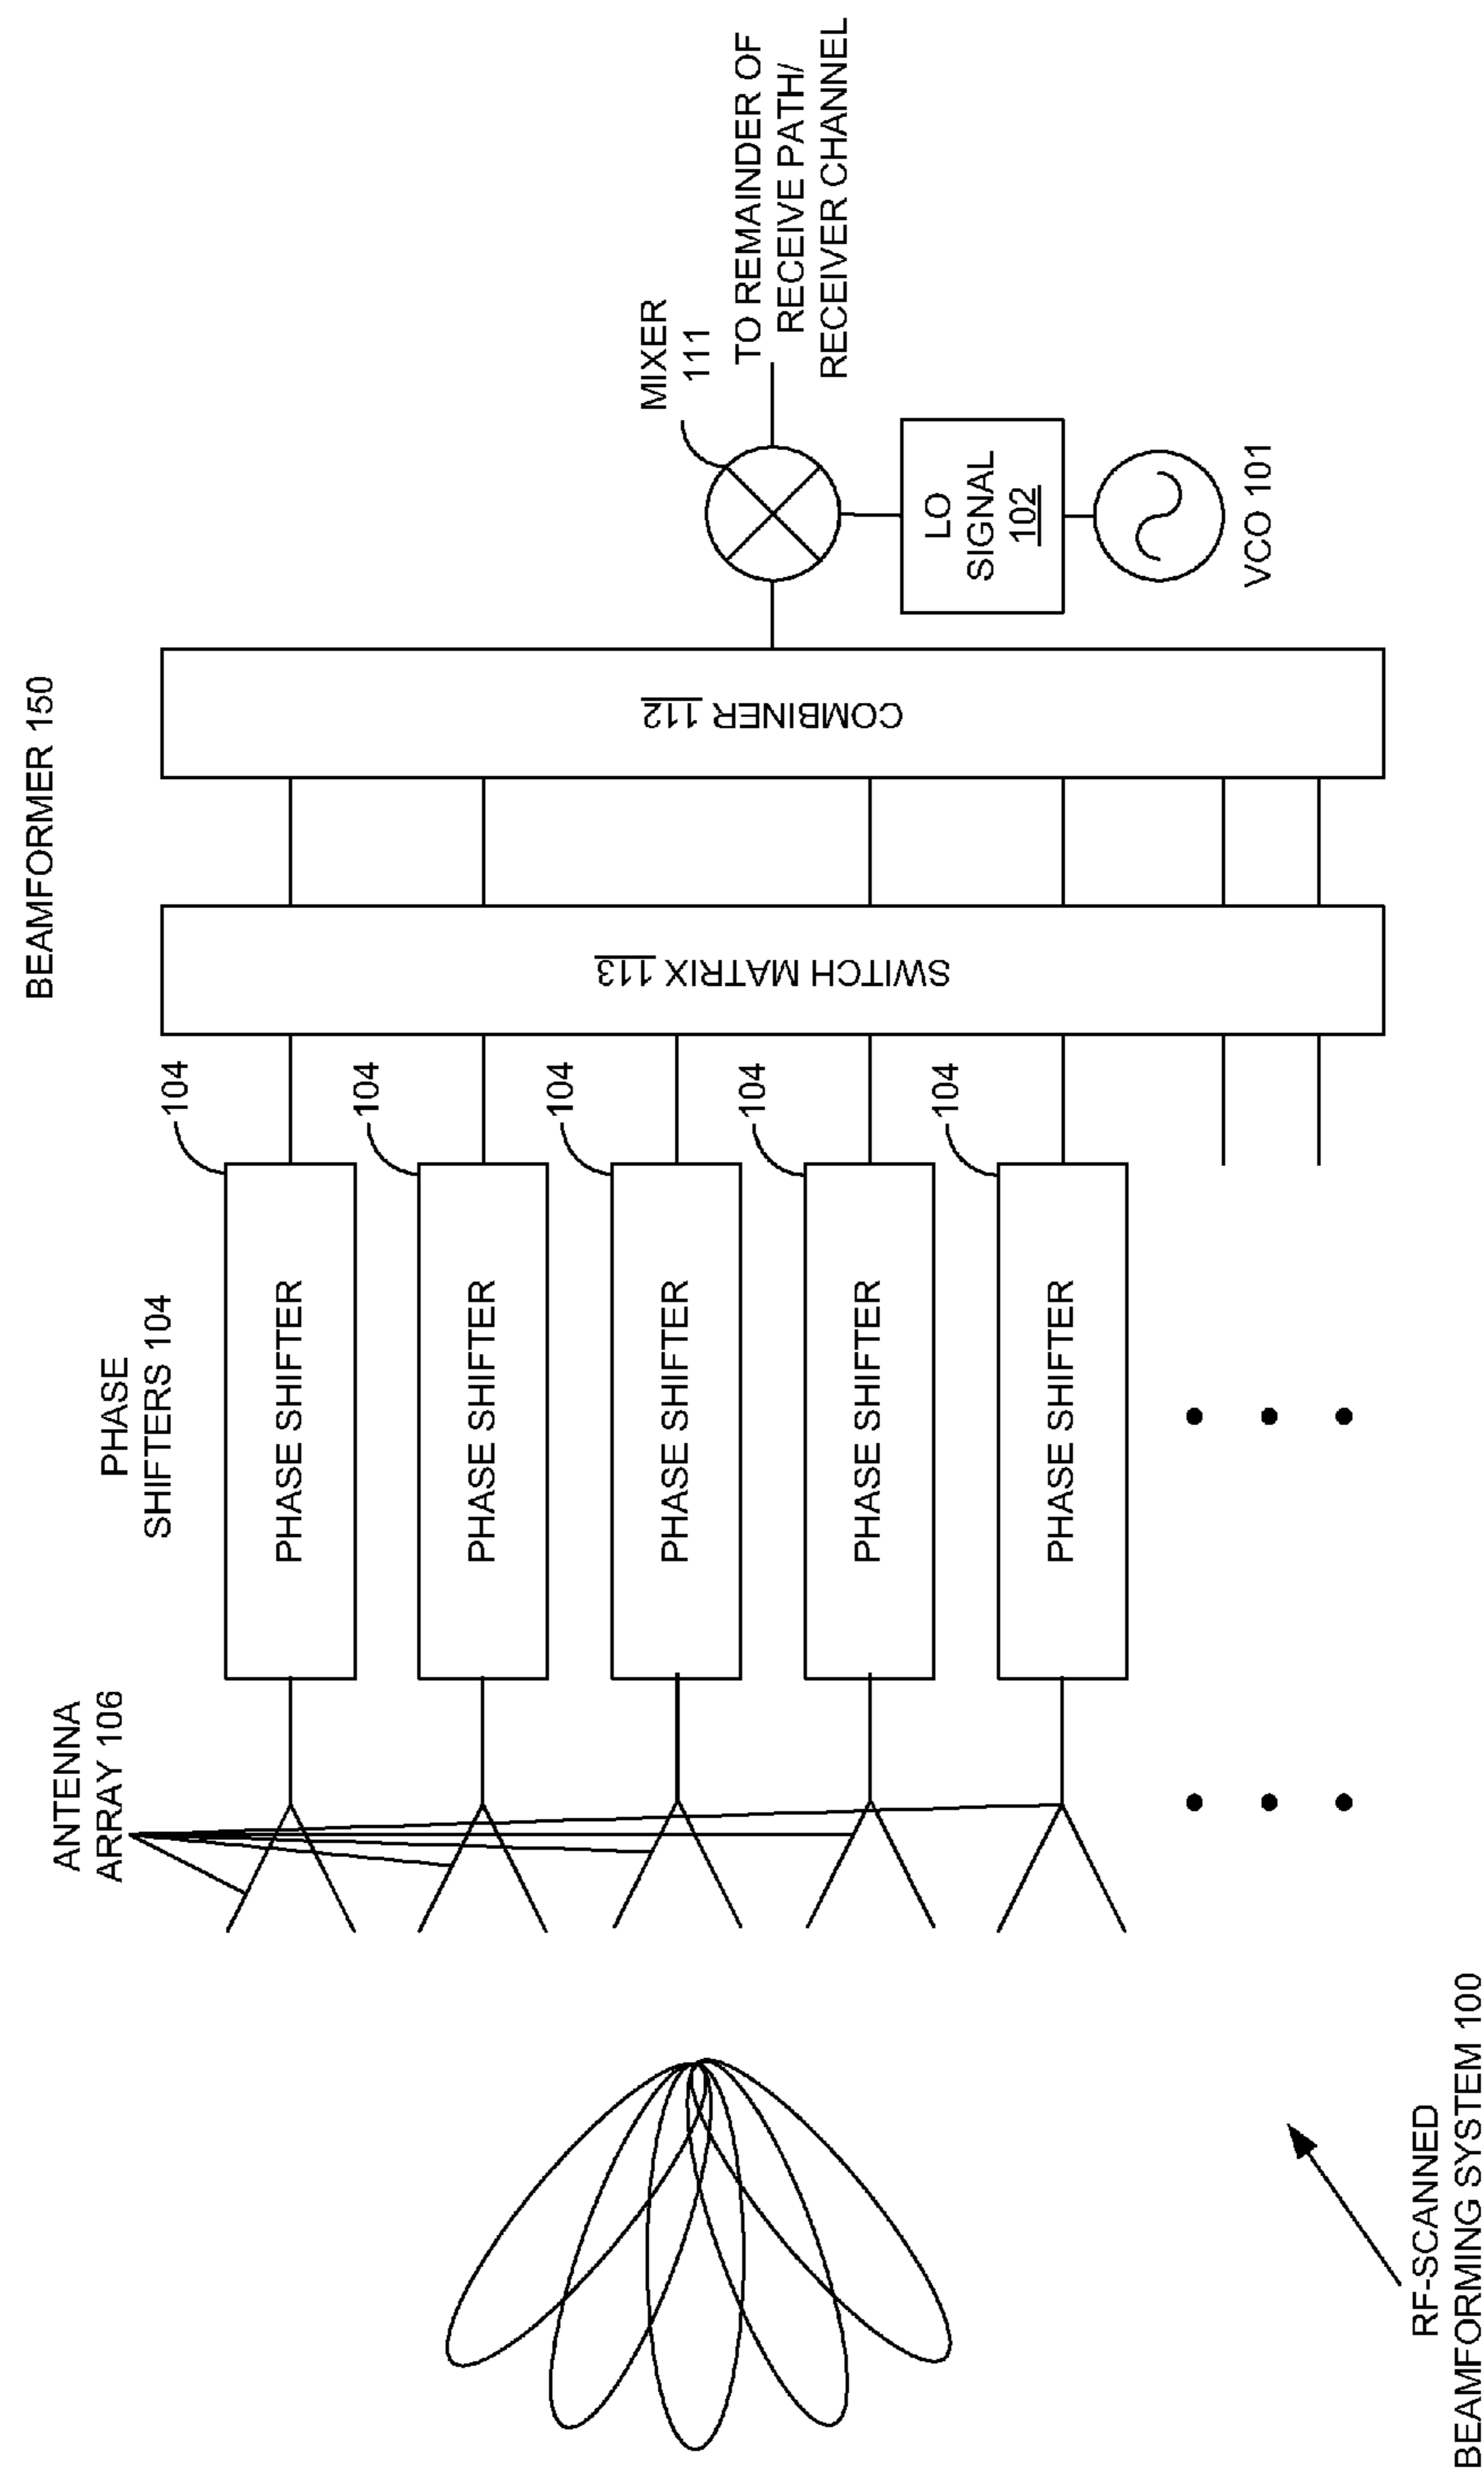 BEAMFORMER 150
ANTENNA
ARRAY 106
PHASE
SHIFTERS 104
104
PHASE SHIFTER
104
PHASE SHIFTER
104
PHASE SHIFTER
104
PHASE SHIFTER
104
PHASE SHIFTER
SWITCH MATRIX 113
COMBINER 112
MIXER
111
TO REMAINDER OF
RECEIVE PATH/
RECEIVER CHANNEL
LO
SIGNAL
102
VCO 101
RF-SCANNED
BEAMFORMING SYSTEM 100